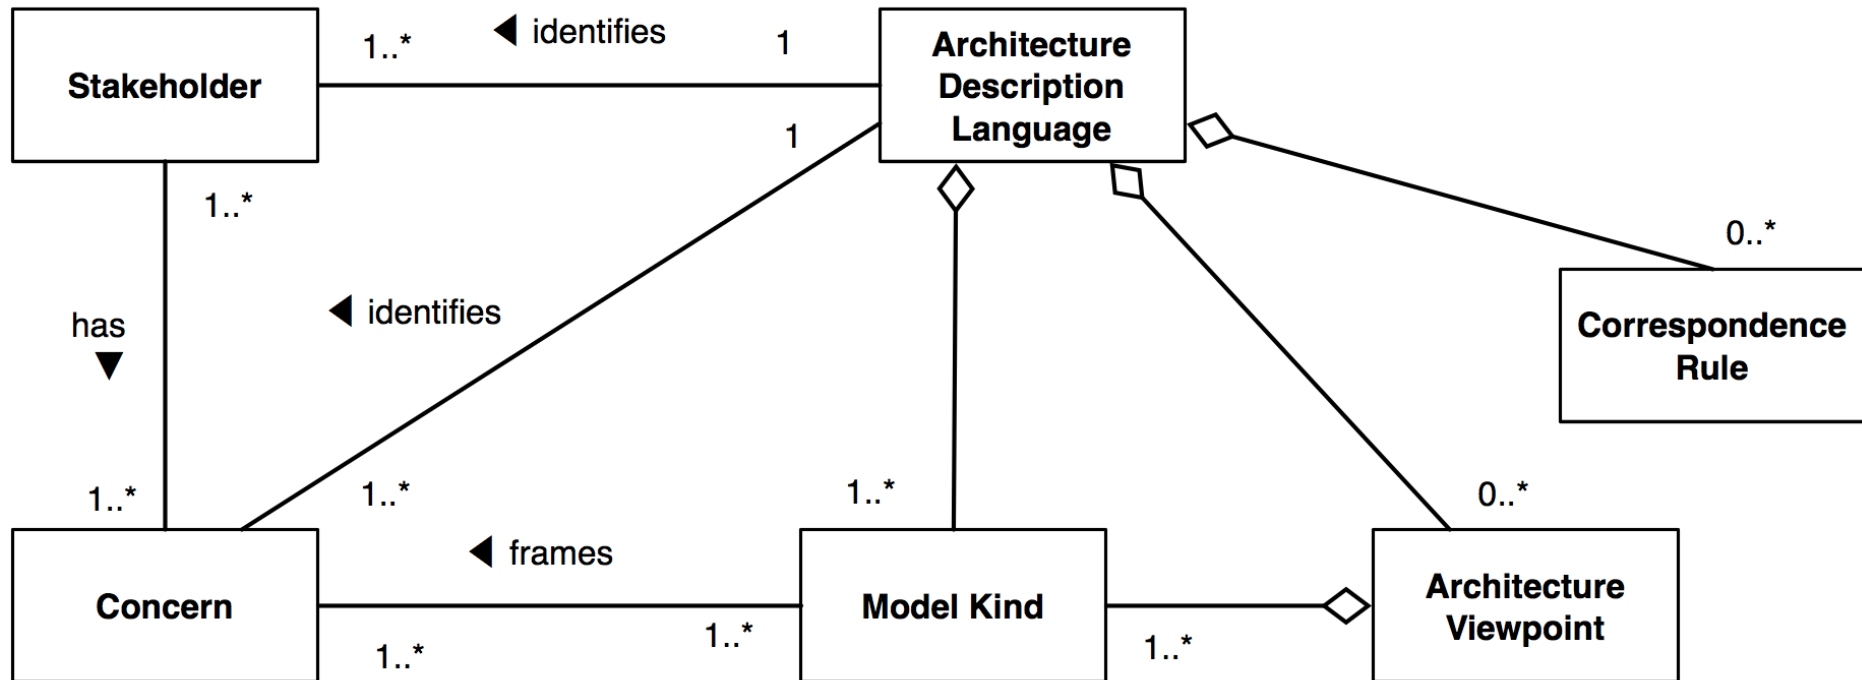 Stakeholder
1..*
◀ identifies
1
Architecture
Description
Language
1
1..*
0..*
Correspondence
Rule
has
▼
◀ identifies
1..*
1..*
1..*
0..*
Concern
◀ frames
1..*
1..*
Model Kind
1..*
Architecture
Viewpoint